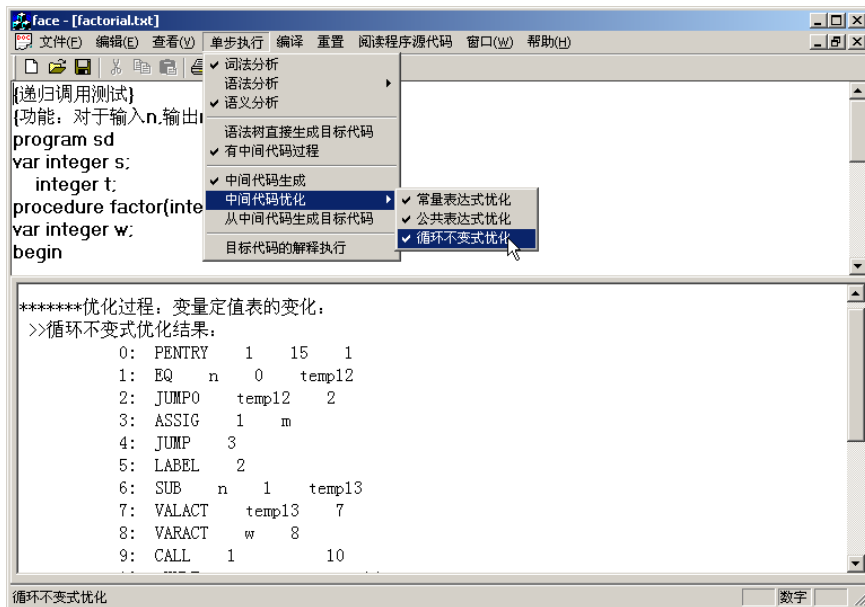 face - [factorial.txt]
文件(F) 编辑(E) 查看(V) 单步执行 编译 重置 阅读程序源代码 窗口(W) 帮助(H)
词法分析
语法分析
语义分析
语法树直接生成目标代码
有中间代码过程
中间代码生成
中间代码优化
从中间代码生成目标代码
目标代码的解释执行
常量表达式优化
公共表达式优化
循环不变式优化
{递归调用测试}
{功能：对于输入n,输出
program sd
var integer s;
integer t;
procedure factor(inte
var integer w;
begin
*******优化过程：变量定值表的变化：
>>循环不变式优化结果：
0: PENTRY 1 15 1
1: EQ n 0 temp12
2: JUMP0 temp12 2
3: ASSIG 1 m
4: JUMP 3
5: LABEL 2
6: SUB n 1 temp13
7: VALACT temp13 7
8: VARACT w 8
9: CALL 1 10
循环不变式优化
数字